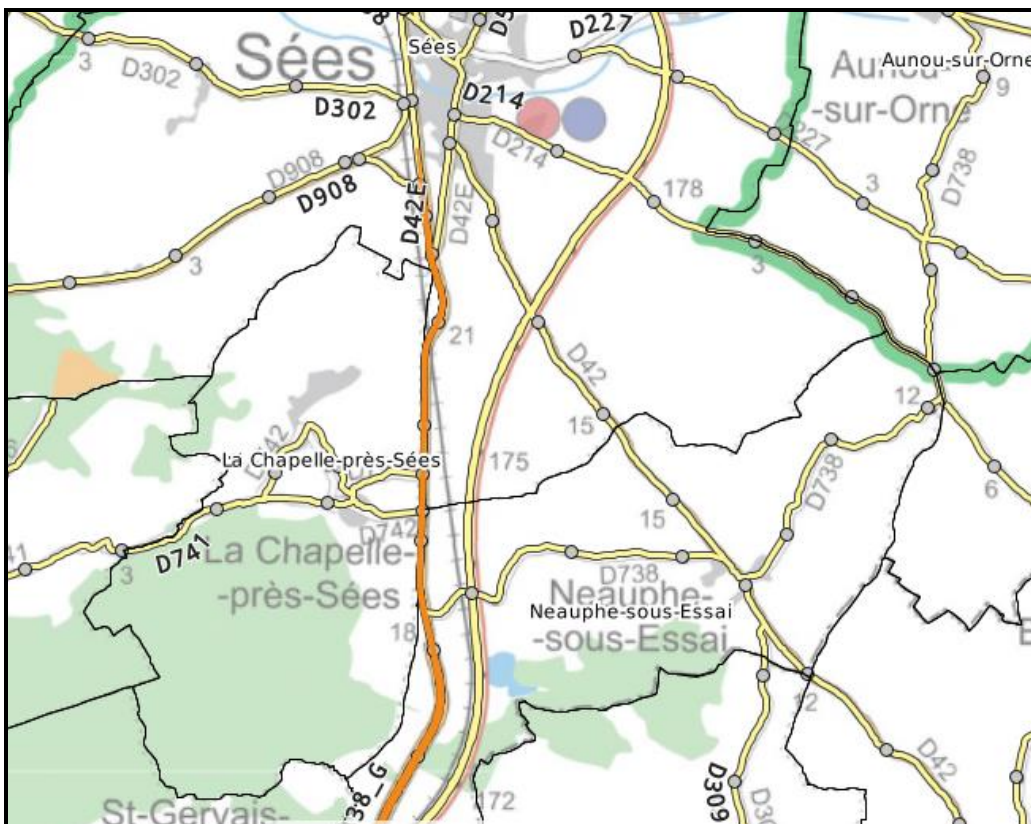 D227
Sées
Sées
Aunou-sur-Orne
Aunou-
-sur-Orne
3
D302
D302
D214
D214
D227
9
D738
D908
D908
178
3
D42E
D42E
3
3
21
D42
15
12
La Chapelle-près-Sées
175
D738
6
15
D742
D741
3
La Chapelle-
-près-Sées
D738
Neauphe-
-sous-Essai
Neauphe-sous-Essai
18
12
D42
D309
172
St-Gervais-